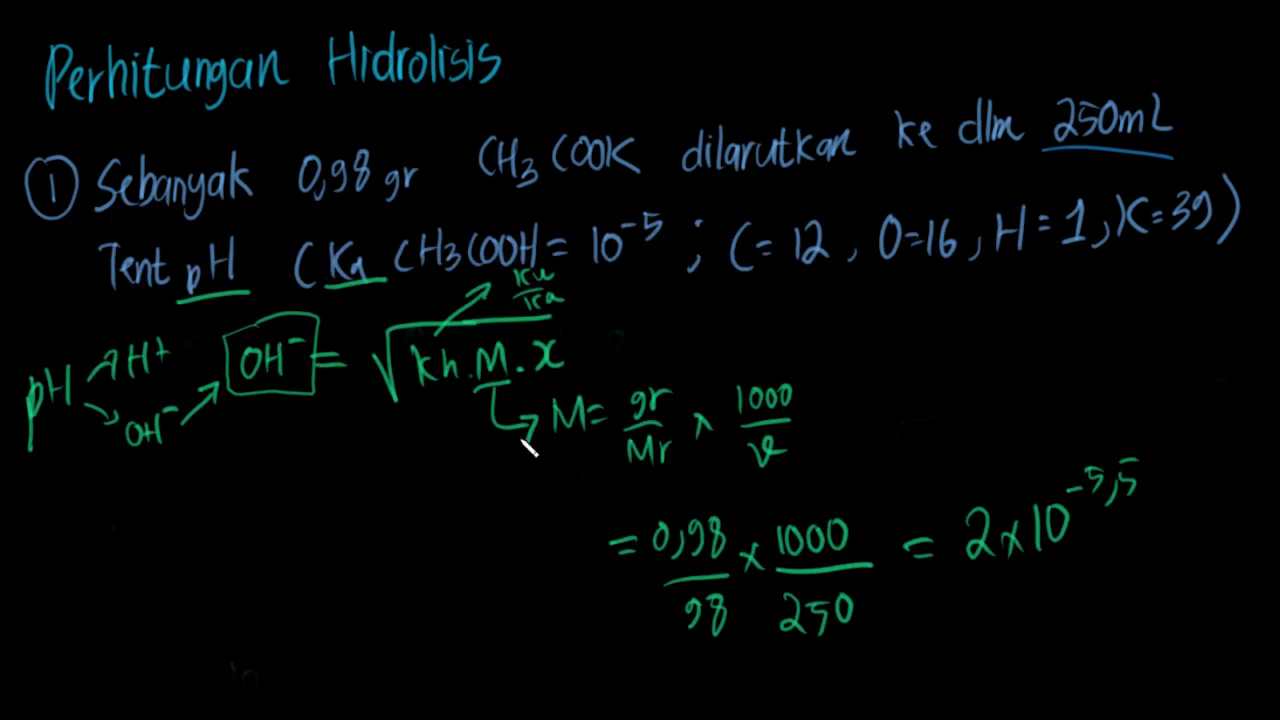 Perhitungan Hidrolisis
① Sebanyak 0,98 gr CH₃COOK dilarutkan ke dlm 250mL
Tent pH (Ka CH₃COOH = 10⁻⁵ ; C = 12 , O=16 , H = 1 , K = 39)
pH H+ OH⁻ OH⁻ = √kh . M . x Kw/Ka
M = gr/Mr x 1000/V
= 0,98/98 x 1000/250 = 2 x 10⁻⁵,⁵